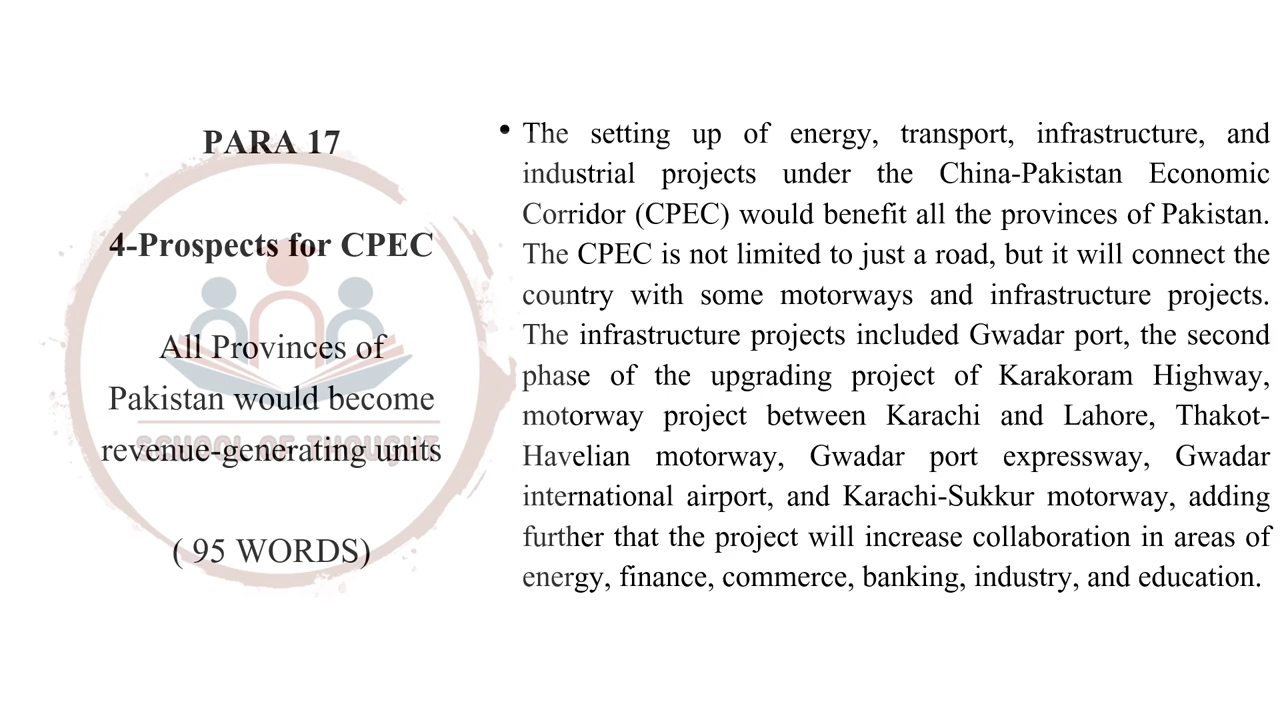 PARA 17
4-Prospects for CPEC
All Provinces of
Pakistan would become
revenue-generating units
( 95 WORDS)
SCHOOL OF THOUGHT
• The setting up of energy, transport, infrastructure, and
industrial projects under the China-Pakistan Economic
Corridor (CPEC) would benefit all the provinces of Pakistan.
The CPEC is not limited to just a road, but it will connect the
country with some motorways and infrastructure projects.
The infrastructure projects included Gwadar port, the second
phase of the upgrading project of Karakoram Highway,
motorway project between Karachi and Lahore, Thakot-
Havelian motorway, Gwadar port expressway, Gwadar
international airport, and Karachi-Sukkur motorway, adding
further that the project will increase collaboration in areas of
energy, finance, commerce, banking, industry, and education.